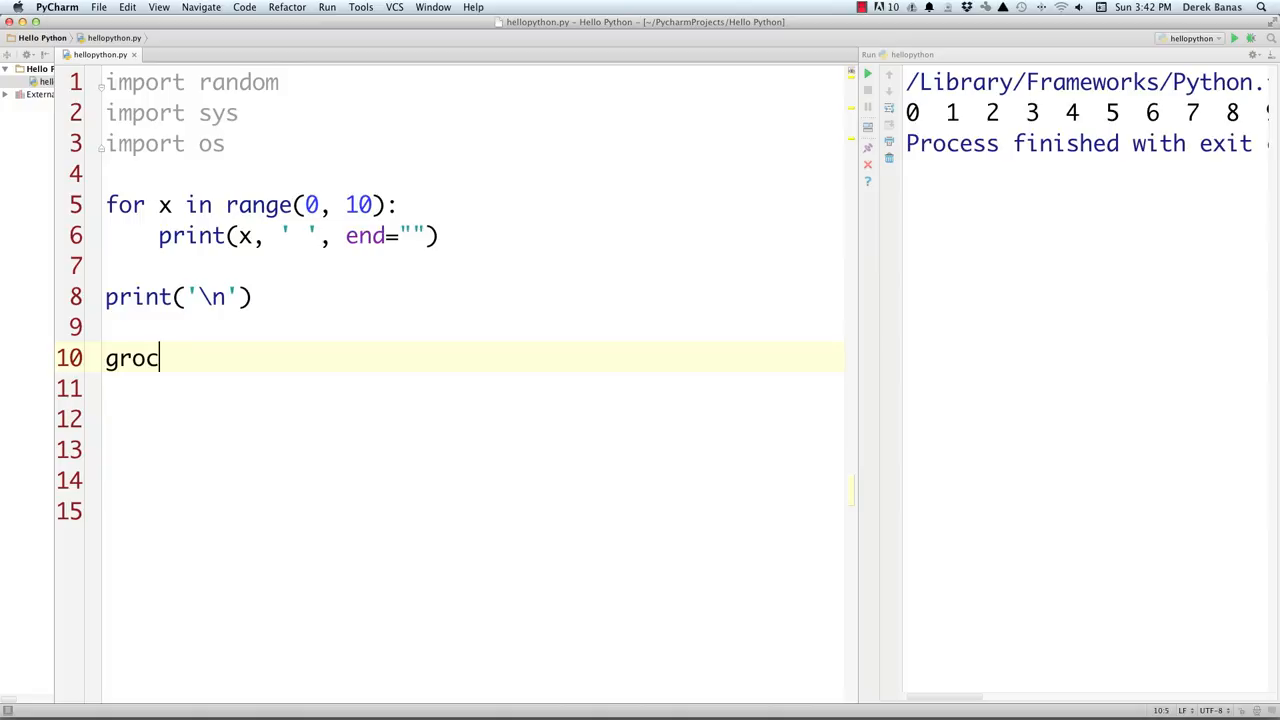 PyCharm File Edit View Navigate Code Refactor Run Tools VCS Window Help 10 Sun 3:42 PM Derek Banas
hellopython.py - Hello Python - [~/PycharmProjects/Hello Python]
Hello Python hellopython.py hellopython
hellopython.py Run hellopython
Hello P
hell
Extern
1 import random
2 import sys
3 import os
4
5 for x in range(0, 10):
6 print(x, ' ', end="")
7
8 print('\n')
9
10 groc
11
12
13
14
15
/Library/Frameworks/Python.
0 1 2 3 4 5 6 7 8
Process finished with exit
10:5 LF UTF-8